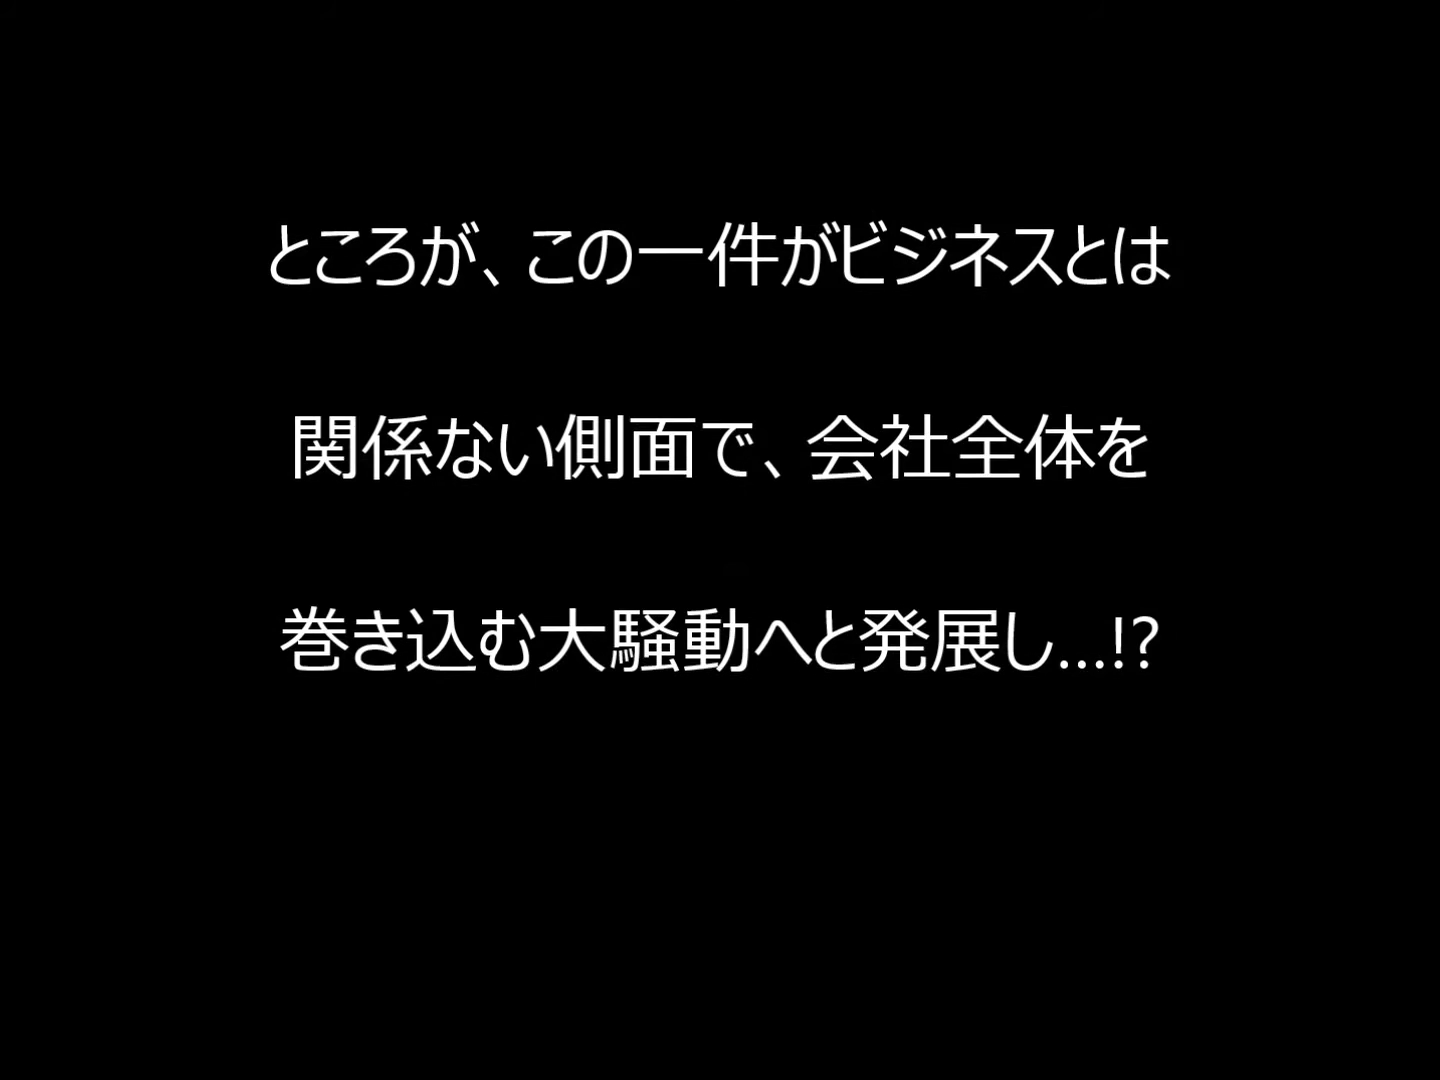 ところが、この一件がビジネスとは
関係ない側面で、会社全体を
巻き込む大騒動へと発展し…!?